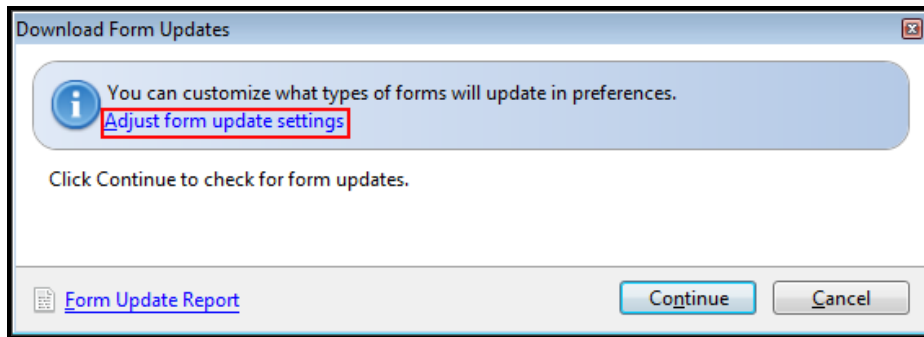 Download Form Updates
You can customize what types of forms will update in preferences.
Adjust form update settings
Click Continue to check for form updates.
Form Update Report
Continue
Cancel